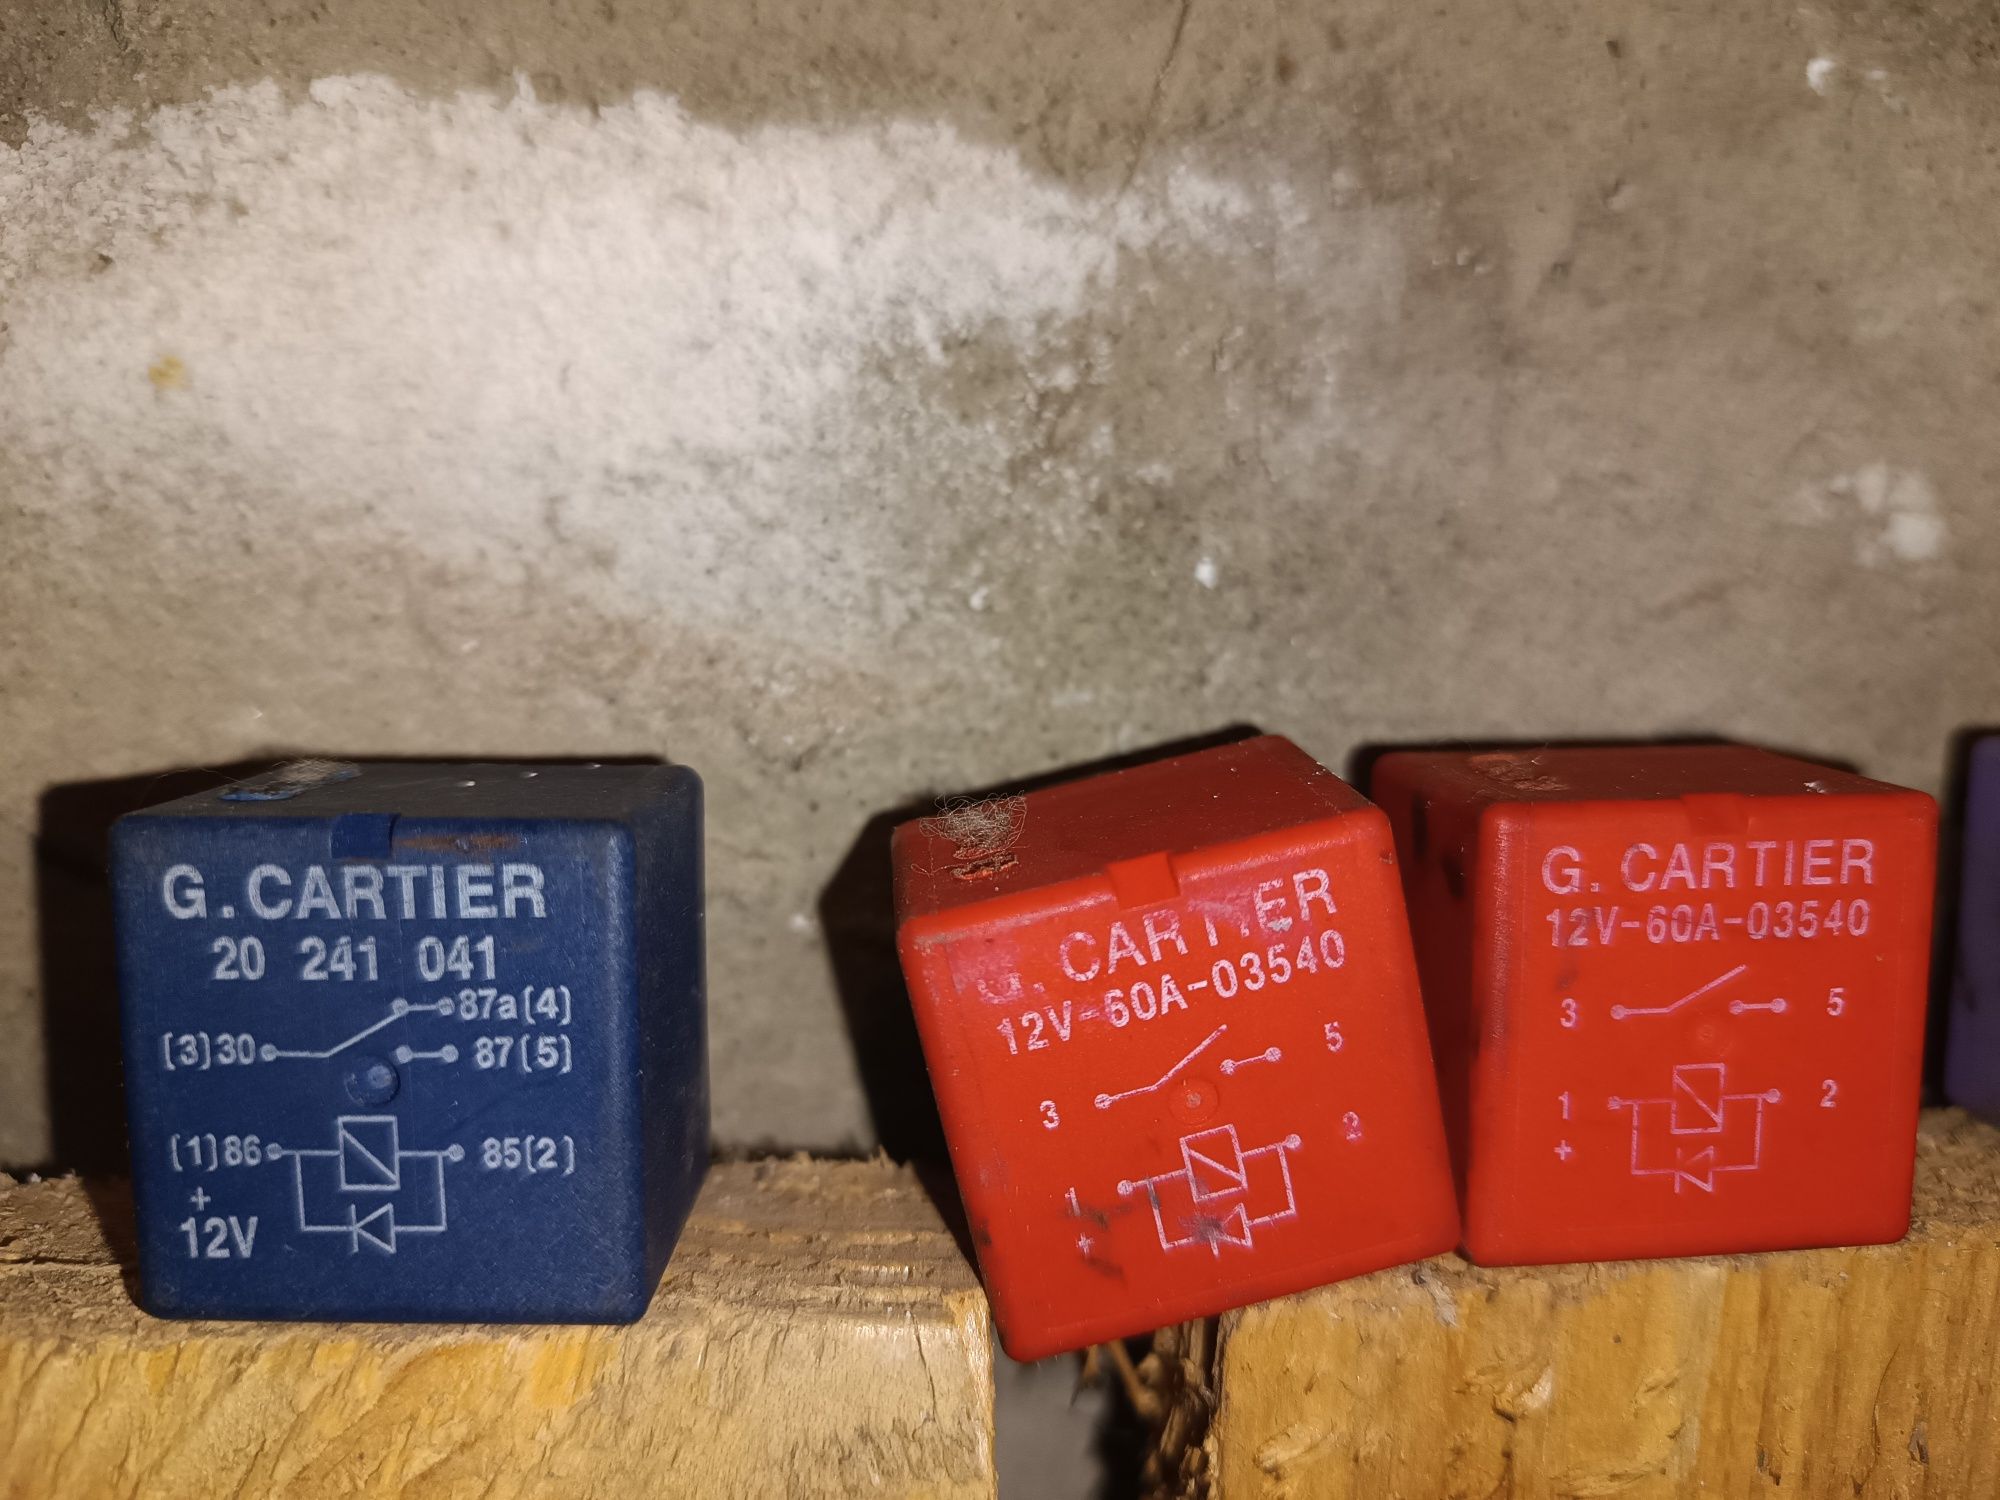 G.CARTIER
20 241 041
87a(4)
(3)30
87(5)
(1)86
85(2)
+
12V
G. CARTIER
12V-60A-03540
5
3
2
1
+
G. CARTIER
12V-60A-03540
3
5
1
2
+